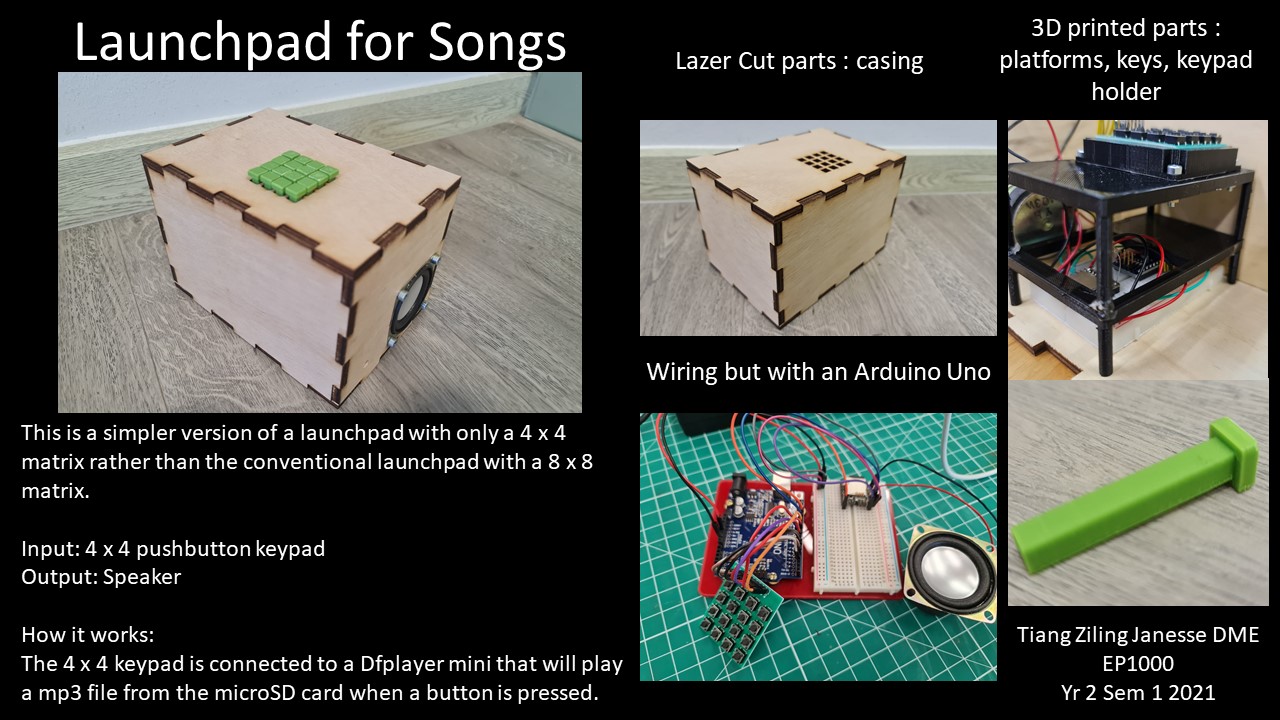 Launchpad for Songs
This is a simpler version of a launchpad with only a 4 x 4
matrix rather than the conventional launchpad with a 8 x 8
matrix.
Input: 4 x 4 pushbutton keypad
Output: Speaker
How it works:
The 4 x 4 keypad is connected to a Dfplayer mini that will play
a mp3 file from the microSD card when a button is pressed.
Lazer Cut parts : casing
Wiring but with an Arduino Uno
3D printed parts :
platforms, keys, keypad
holder
Tiang Ziling Janesse DME
EP1000
Yr 2 Sem 1 2021